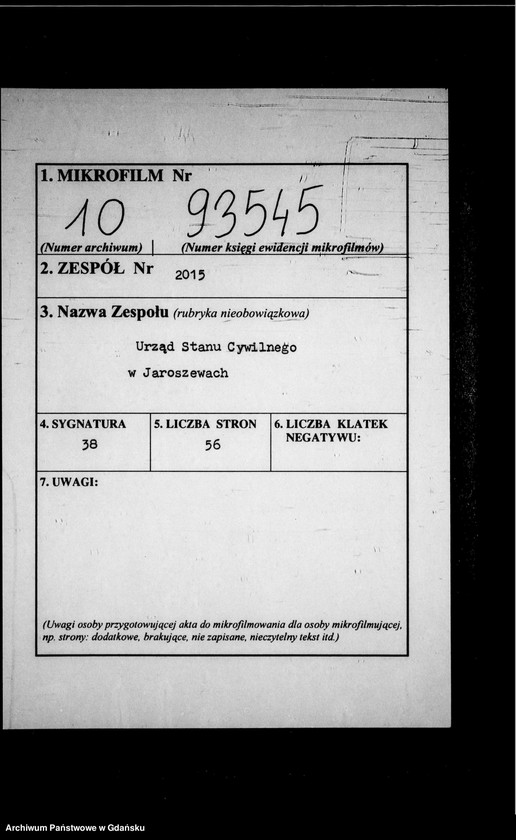 1. MIKROFILM Nr
10 93545
(Numer archiwum) (Numer księgi ewidencji mikrofilmów)
2. ZESPÓŁ Nr 2015
3. Nazwa Zespołu (rubryka nieobowiązkowa)
Urząd Stanu Cywilnego
w Jaroszewach
4. SYGNATURA 5. LICZBA STRON 6. LICZBA KLATEK
NEGATYWU:
38 56
7. UWAGI:
(Uwagi osoby przygotowującej akta do mikrofilmowania dla osoby mikrofilmującej,
np. strony: dodatkowe, brakujące, nie zapisane, nieczytelny tekst itd.)
Archiwum Państwowe w Gdańsku